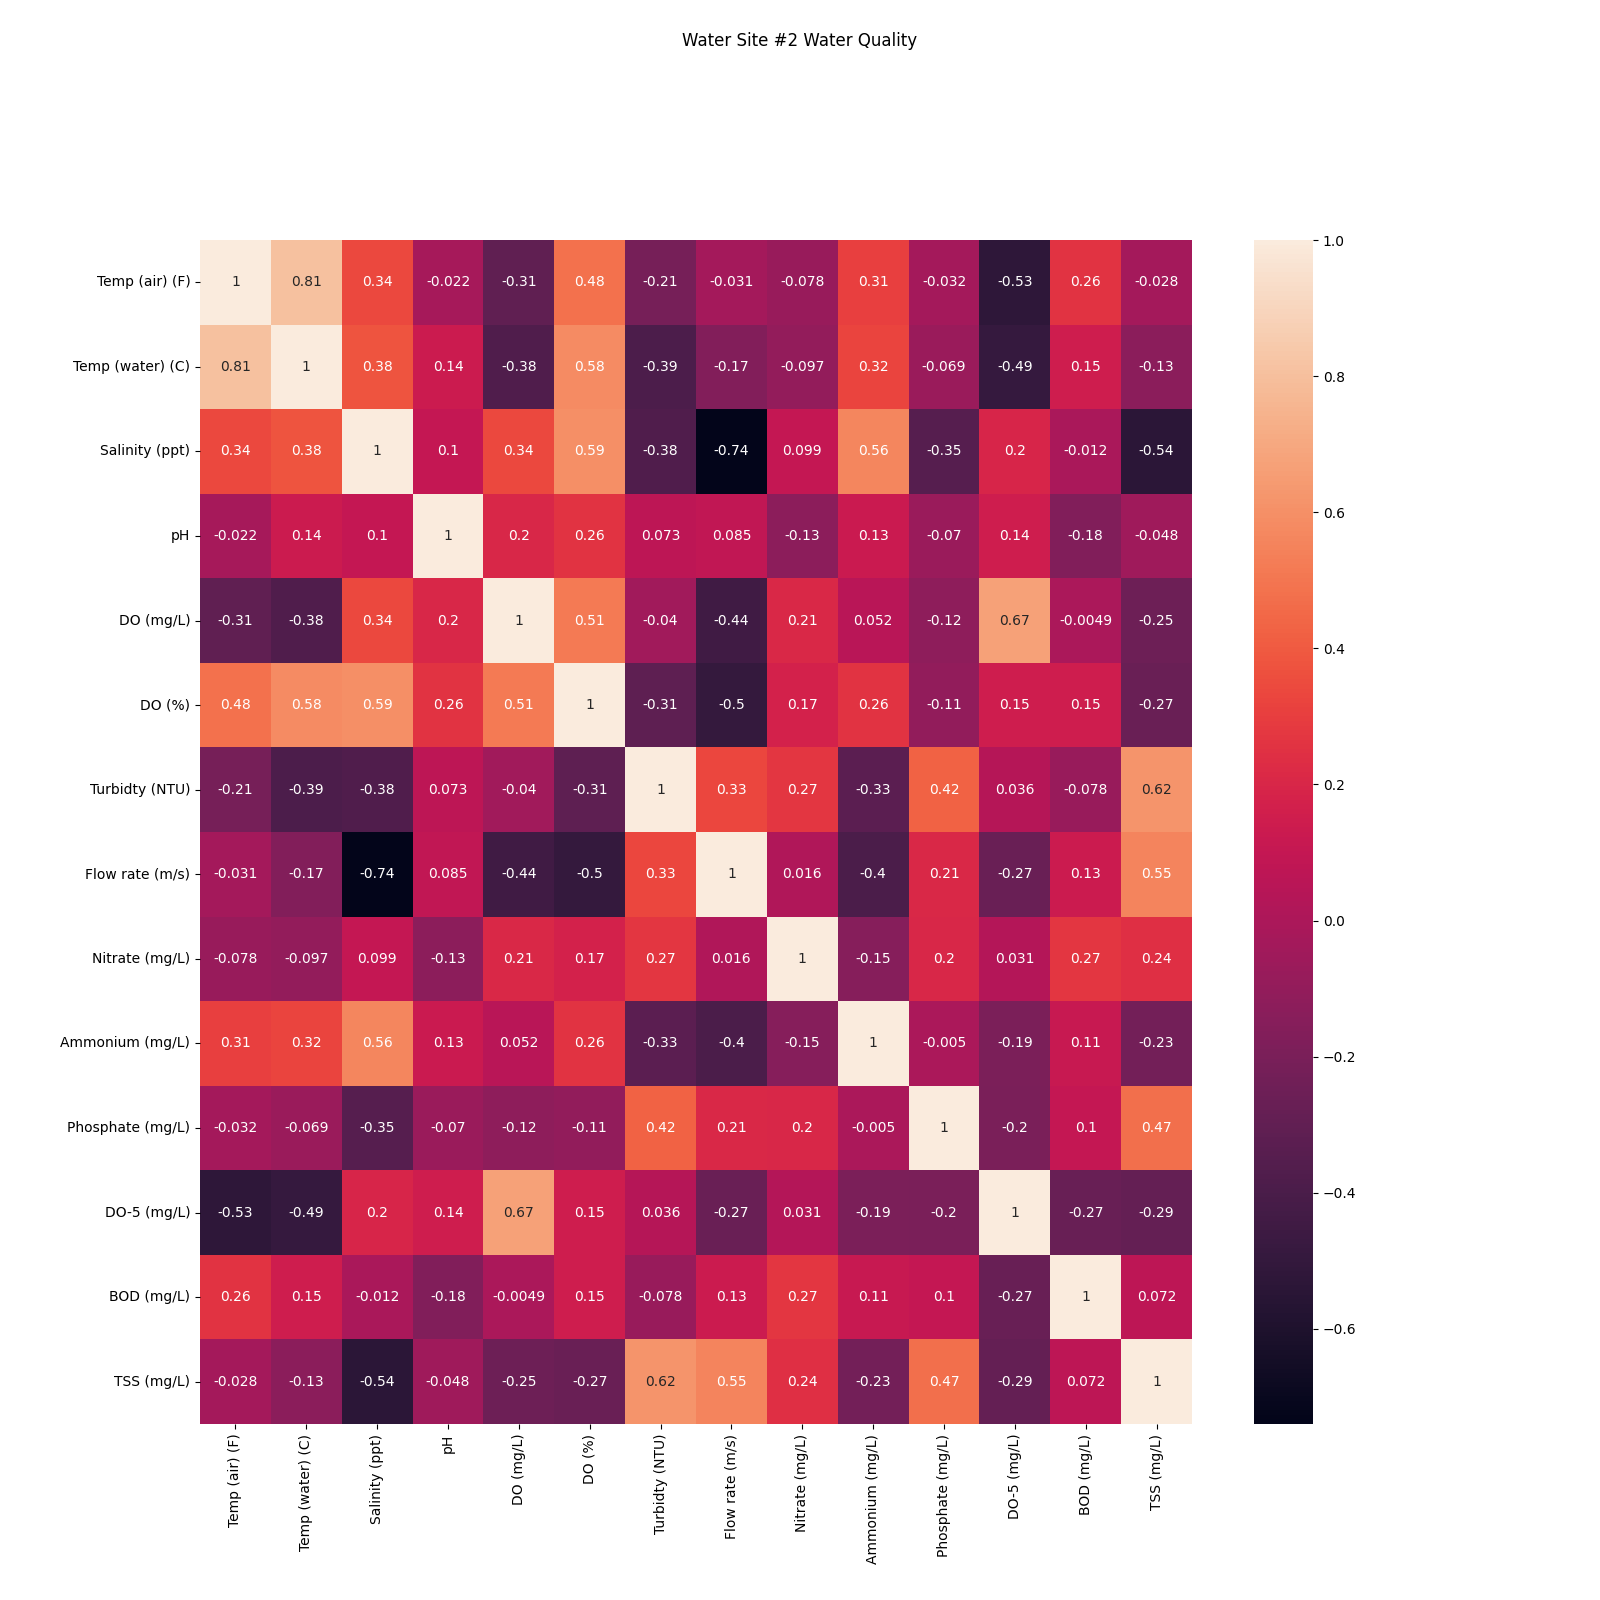 Water Site #2 Water Quality
Temp (air) (F) 1 0.81 0.34 -0.022 -0.31 0.48 -0.21 -0.031 -0.078 0.31 -0.032 -0.53 0.26 -0.028
Temp (water) (C) 0.81 1 0.38 0.14 -0.38 0.58 -0.39 -0.17 -0.097 0.32 -0.069 -0.49 0.15 -0.13
Salinity (ppt) 0.34 0.38 1 0.1 0.34 0.59 -0.38 -0.74 0.099 0.56 -0.35 0.2 -0.012 -0.54
pH -0.022 0.14 0.1 1 0.2 0.26 0.073 0.085 -0.13 0.13 -0.07 0.14 -0.18 -0.048
DO (mg/L) -0.31 -0.38 0.34 0.2 1 0.51 -0.04 -0.44 0.21 0.052 -0.12 0.67 -0.0049 -0.25
DO (%) 0.48 0.58 0.59 0.26 0.51 1 -0.31 -0.5 0.17 0.26 -0.11 0.15 0.15 -0.27
Turbidty (NTU) -0.21 -0.39 -0.38 0.073 -0.04 -0.31 1 0.33 0.27 -0.33 0.42 0.036 -0.078 0.62
Flow rate (m/s) -0.031 -0.17 -0.74 0.085 -0.44 -0.5 0.33 1 0.016 -0.4 0.21 -0.27 0.13 0.55
Nitrate (mg/L) -0.078 -0.097 0.099 -0.13 0.21 0.17 0.27 0.016 1 -0.15 0.2 0.031 0.27 0.24
Ammonium (mg/L) 0.31 0.32 0.56 0.13 0.052 0.26 -0.33 -0.4 -0.15 1 -0.005 -0.19 0.11 -0.23
Phosphate (mg/L) -0.032 -0.069 -0.35 -0.07 -0.12 -0.11 0.42 0.21 0.2 -0.005 1 -0.2 0.1 0.47
DO-5 (mg/L) -0.53 -0.49 0.2 0.14 0.67 0.15 0.036 -0.27 0.031 -0.19 -0.2 1 -0.27 -0.29
BOD (mg/L) 0.26 0.15 -0.012 -0.18 -0.0049 0.15 -0.078 0.13 0.27 0.11 0.1 -0.27 1 0.072
TSS (mg/L) -0.028 -0.13 -0.54 -0.048 -0.25 -0.27 0.62 0.55 0.24 -0.23 0.47 -0.29 0.072 1
Temp (air) (F)
Temp (water) (C)
Salinity (ppt)
pH
DO (mg/L)
DO (%)
Turbidty (NTU)
Flow rate (m/s)
Nitrate (mg/L)
Ammonium (mg/L)
Phosphate (mg/L)
DO-5 (mg/L)
BOD (mg/L)
TSS (mg/L)
1.0
0.8
0.6
0.4
0.2
0.0
−0.2
−0.4
−0.6